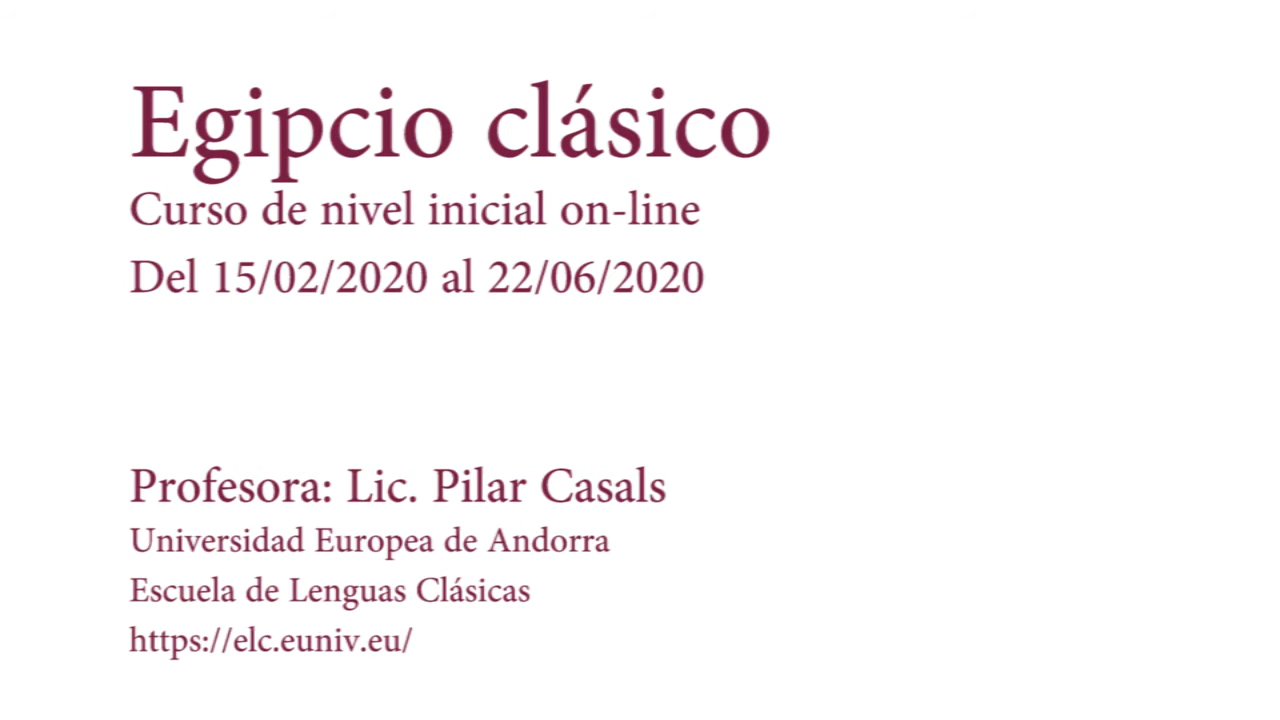 Egipcio clásico
Curso de nivel inicial on-line
Del 15/02/2020 al 22/06/2020
Profesora: Lic. Pilar Casals
Universidad Europea de Andorra
Escuela de Lenguas Clásicas
https://elc.euniv.eu/